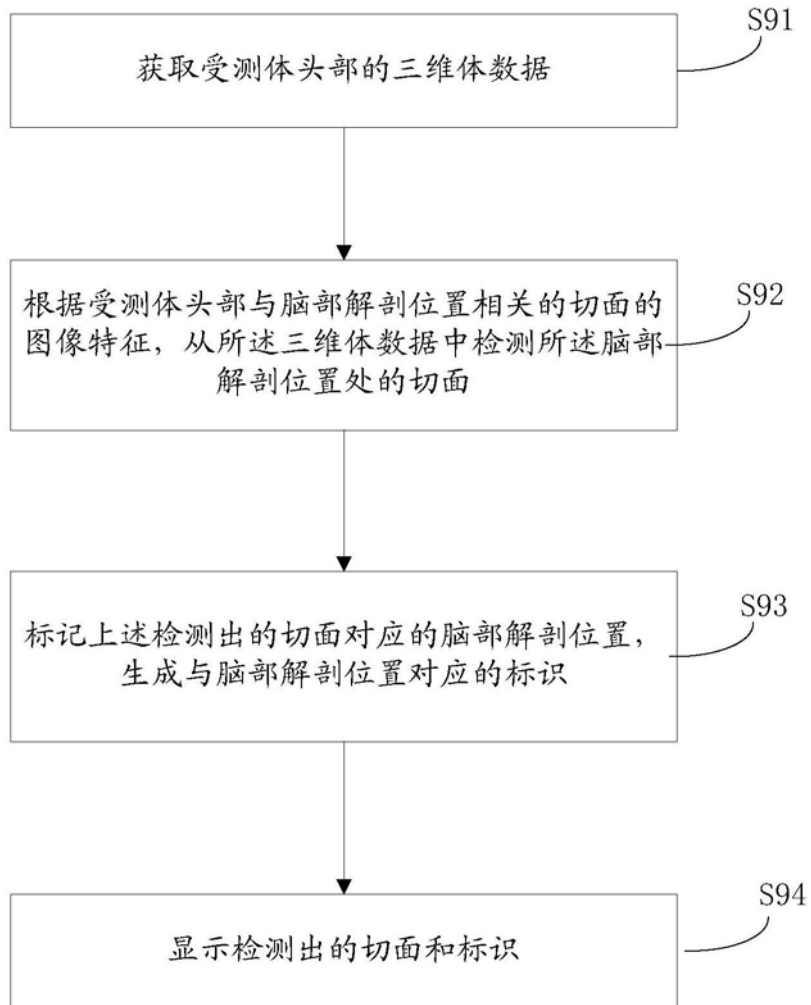 S91
获取受测体头部的三维体数据
S92
根据受测体头部与脑部解剖位置相关的切面的
图像特征，从所述三维体数据中检测所述脑部
解剖位置处的切面
S93
标记上述检测出的切面对应的脑部解剖位置，
生成与脑部解剖位置对应的标识
S94
显示检测出的切面和标识